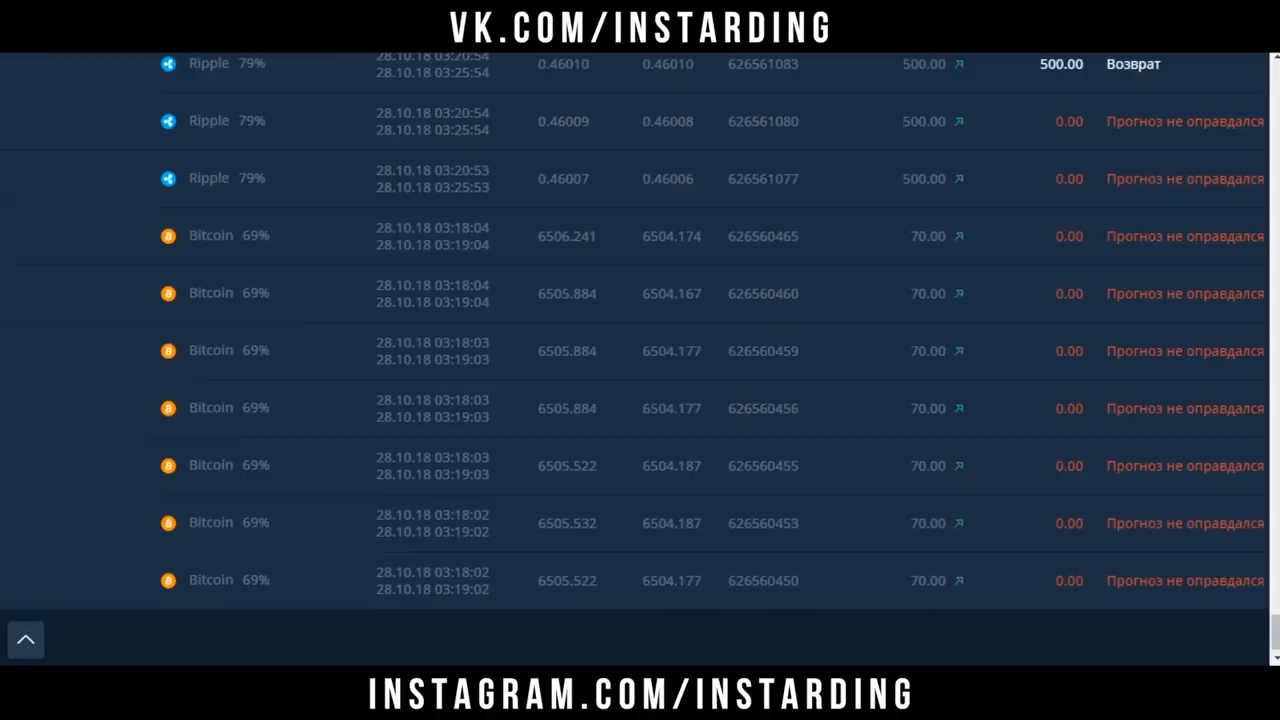 VK.COM/INSTARDING
28.10.18 03:20:54
Ripple 79% 0.46010 0.46010 626561083 500.00 500.00 Возврат
28.10.18 03:25:54
28.10.18 03:20:54
Ripple 79% 0.46009 0.46008 626561080 500.00 0.00 Прогноз не оправдался
28.10.18 03:25:54
28.10.18 03:20:53
Ripple 79% 0.46007 0.46006 626561077 500.00 0.00 Прогноз не оправдался
28.10.18 03:25:53
28.10.18 03:18:04
Bitcoin 69% 6506.241 6504.174 626560465 70.00 0.00 Прогноз не оправдался
28.10.18 03:19:04
28.10.18 03:18:04
Bitcoin 69% 6505.884 6504.167 626560460 70.00 0.00 Прогноз не оправдался
28.10.18 03:19:04
28.10.18 03:18:03
Bitcoin 69% 6505.884 6504.177 626560459 70.00 0.00 Прогноз не оправдался
28.10.18 03:19:03
28.10.18 03:18:03
Bitcoin 69% 6505.884 6504.177 626560456 70.00 0.00 Прогноз не оправдался
28.10.18 03:19:03
28.10.18 03:18:03
Bitcoin 69% 6505.522 6504.187 626560455 70.00 0.00 Прогноз не оправдался
28.10.18 03:19:03
28.10.18 03:18:02
Bitcoin 69% 6505.532 6504.187 626560453 70.00 0.00 Прогноз не оправдался
28.10.18 03:19:02
28.10.18 03:18:02
Bitcoin 69% 6505.522 6504.177 626560450 70.00 0.00 Прогноз не оправдался
28.10.18 03:19:02
INSTAGRAM.COM/INSTARDING